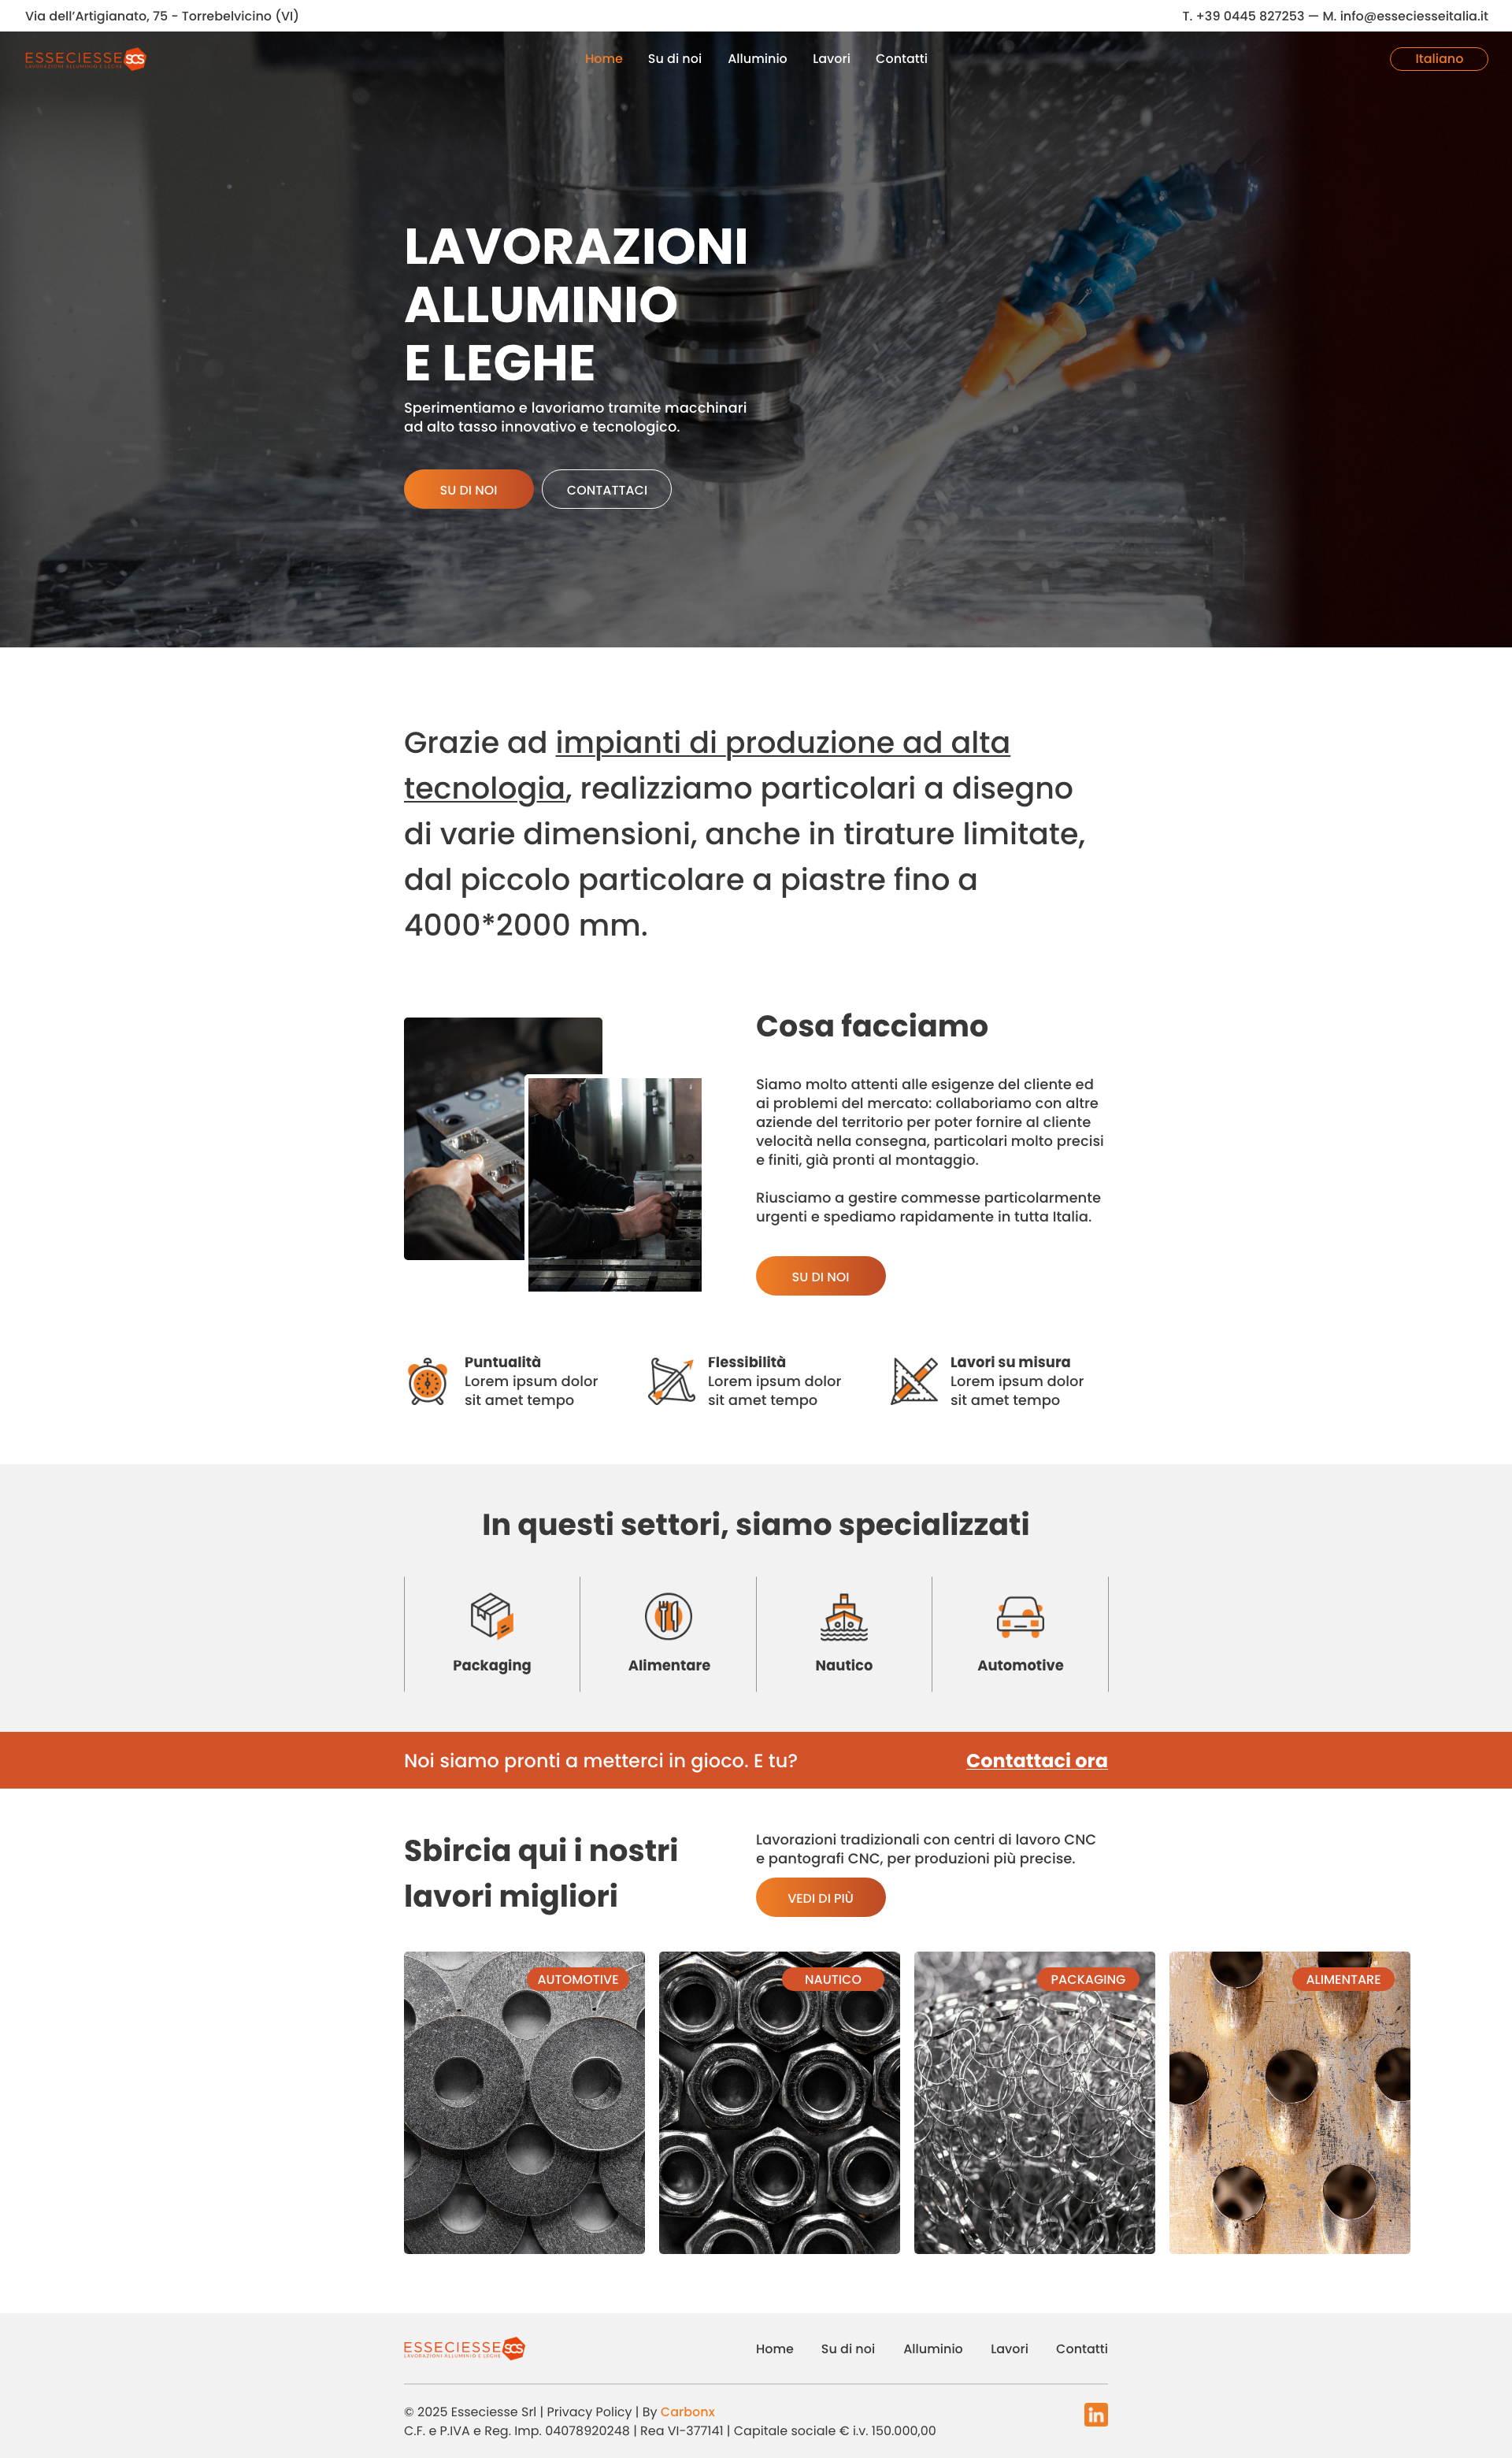 Via dell’Artigianato, 75 - Torrebelvicino (VI)
T. +39 0445 827253 — M. info@esseciesseitalia.it
ESSECIESSE SCS
LAVORAZIONI ALLUMINIO E LEGHE
Home
Su di noi
Alluminio
Lavori
Contatti
Italiano
LAVORAZIONI
ALLUMINIO
E LEGHE
Sperimentiamo e lavoriamo tramite macchinari
ad alto tasso innovativo e tecnologico.
SU DI NOI
CONTATTACI
Grazie ad impianti di produzione ad alta
tecnologia, realizziamo particolari a disegno
di varie dimensioni, anche in tirature limitate,
dal piccolo particolare a piastre fino a
4000*2000 mm.
Cosa facciamo
Siamo molto attenti alle esigenze del cliente ed
ai problemi del mercato: collaboriamo con altre
aziende del territorio per poter fornire al cliente
velocità nella consegna, particolari molto precisi
e finiti, già pronti al montaggio.
Riusciamo a gestire commesse particolarmente
urgenti e spediamo rapidamente in tutta Italia.
SU DI NOI
Puntualità
Lorem ipsum dolor
sit amet tempo
Flessibilità
Lorem ipsum dolor
sit amet tempo
Lavori su misura
Lorem ipsum dolor
sit amet tempo
In questi settori, siamo specializzati
Packaging
Alimentare
Nautico
Automotive
Noi siamo pronti a metterci in gioco. E tu?
Contattaci ora
Sbircia qui i nostri
lavori migliori
Lavorazioni tradizionali con centri di lavoro CNC
e pantografi CNC, per produzioni più precise.
VEDI DI PIÙ
AUTOMOTIVE
NAUTICO
PACKAGING
ALIMENTARE
ESSECIESSE SCS
LAVORAZIONI ALLUMINIO E LEGHE
Home
Su di noi
Alluminio
Lavori
Contatti
© 2025 Esseciesse Srl | Privacy Policy | By Carbonx
C.F. e P.IVA e Reg. Imp. 04078920248 | Rea VI-377141 | Capitale sociale € i.v. 150.000,00
in